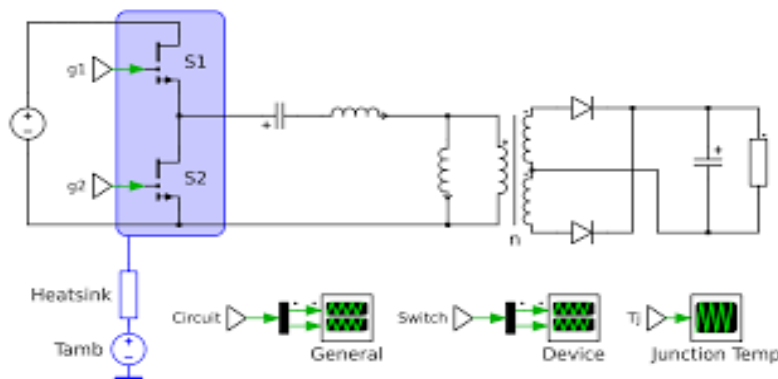 g1
S1
g2
S2
n
Heatsink
Tamb
Circuit
General
Switch
Device
Tj
Junction Temp